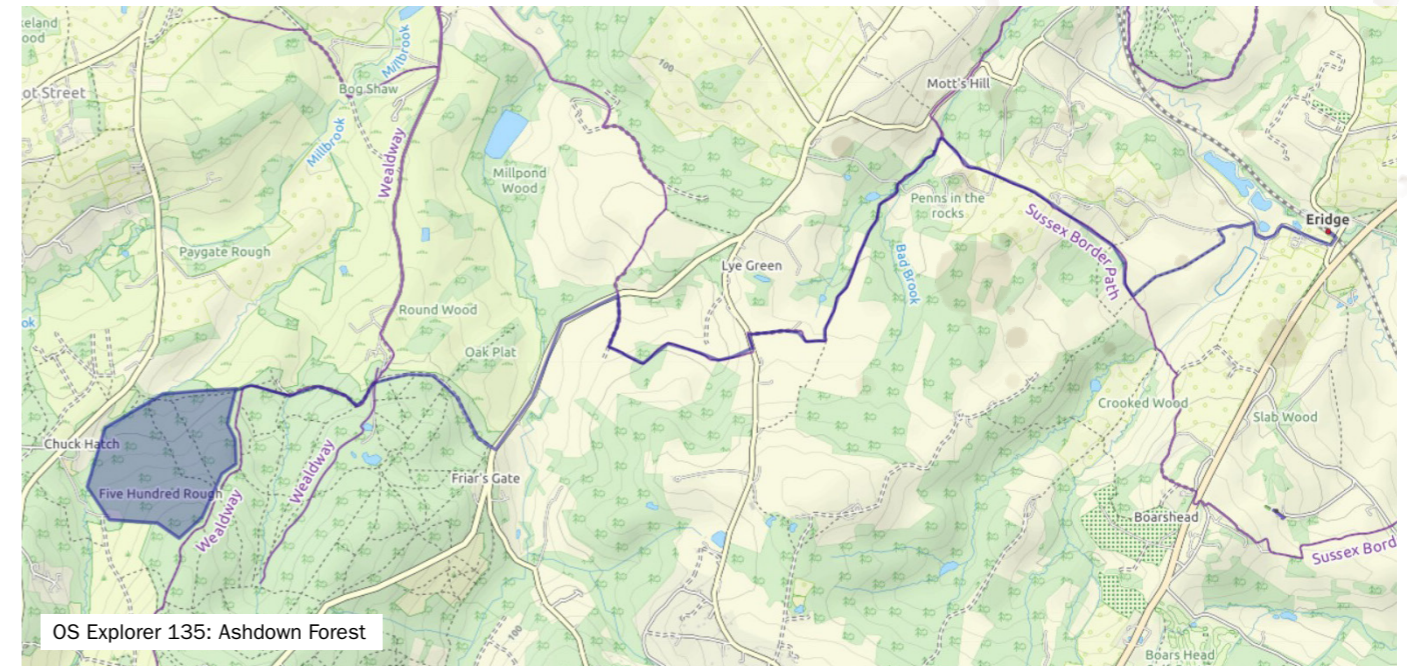 eland
ood
ot Street
Millbrook
Bog Shaw
100
Mott's Hill
Millbrook
Wealdway
Millpond
Wood
Penns in the
rocks
Sussex Border Path
Eridge
Paygate Rough
Lye Green
Bad Brook
Round Wood
ok
Oak Plat
Crooked Wood
Slab Wood
Chuck Hatch
Wealdway
Friar's Gate
Five Hundred Rough
Wealdway
Boarshead
Sussex Bord
100
OS Explorer 135: Ashdown Forest
Boars Head